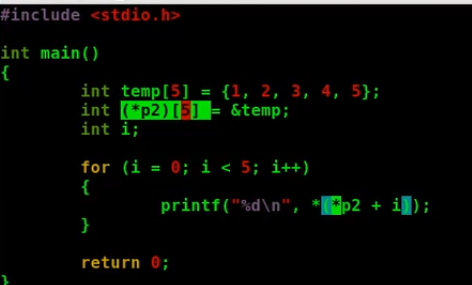 #include <stdio.h>
int main()
{
int temp[5] = {1, 2, 3, 4, 5};
int (*p2)[5] = &temp;
int i;
for (i = 0; i < 5; i++)
{
printf("%d\n", *(*p2 + i));
}
return 0;
}